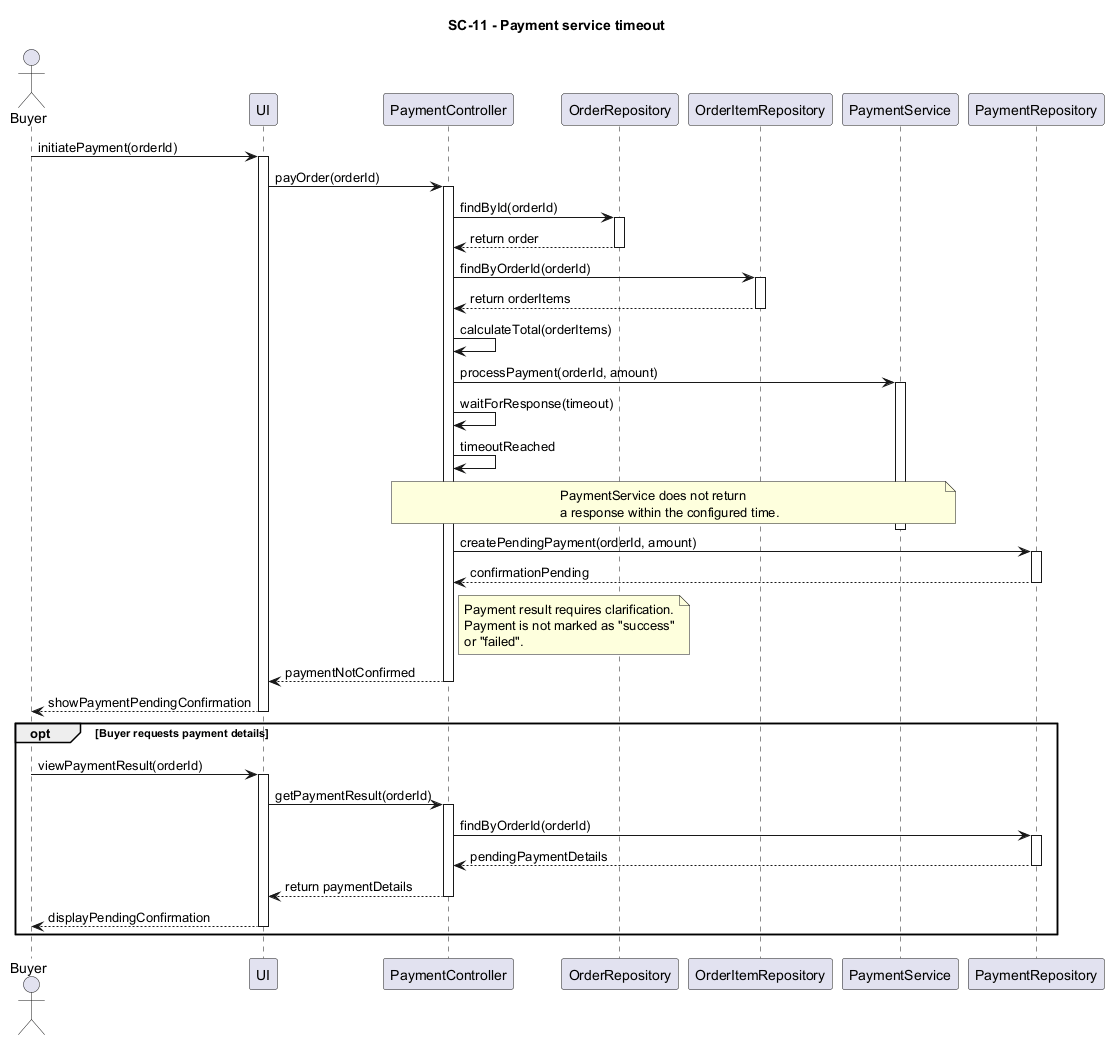 SC-11 - Payment service timeout
Buyer
UI
PaymentController
OrderRepository
OrderItemRepository
PaymentService
PaymentRepository
initiatePayment(orderId)
payOrder(orderId)
findById(orderId)
return order
findByOrderId(orderId)
return orderItems
calculateTotal(orderItems)
processPayment(orderId, amount)
waitForResponse(timeout)
timeoutReached
PaymentService does not return
a response within the configured time.
createPendingPayment(orderId, amount)
confirmationPending
Payment result requires clarification.
Payment is not marked as "success"
or "failed".
paymentNotConfirmed
showPaymentPendingConfirmation
opt
[Buyer requests payment details]
viewPaymentResult(orderId)
getPaymentResult(orderId)
findByOrderId(orderId)
pendingPaymentDetails
return paymentDetails
displayPendingConfirmation
Buyer
UI
PaymentController
OrderRepository
OrderItemRepository
PaymentService
PaymentRepository